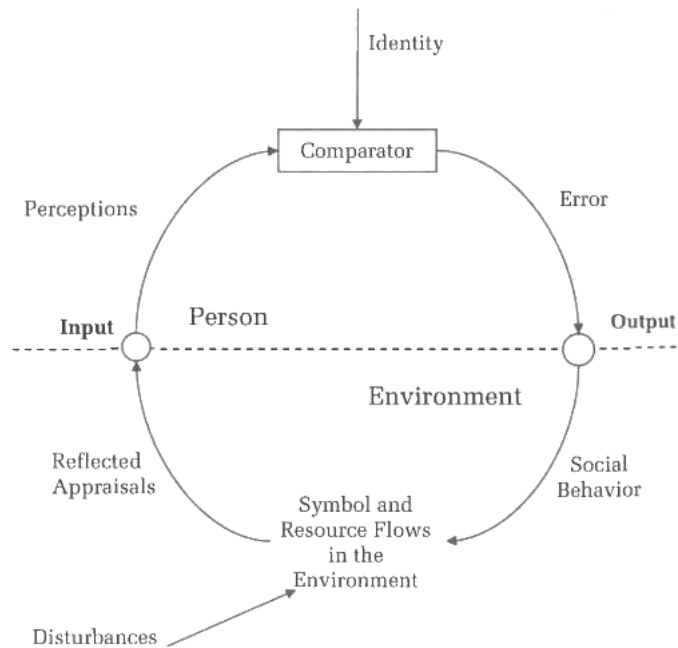 Identity
Comparator
Perceptions
Error
Input
Person
Output
Environment
Reflected
Appraisals
Social
Behavior
Symbol and
Resource Flows
in the
Environment
Disturbances